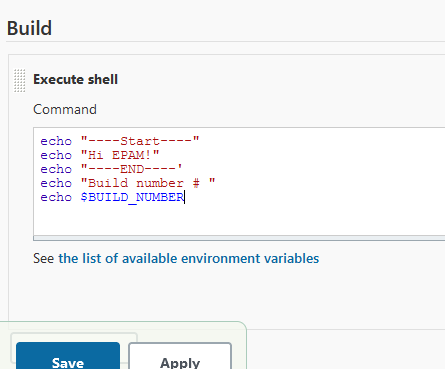 Build
Execute shell
Command
echo "----Start----"
echo "Hi EPAM!"
echo "----END----'
echo "Build number # "
echo $BUILD_NUMBER
See the list of available environment variables
Save
Apply